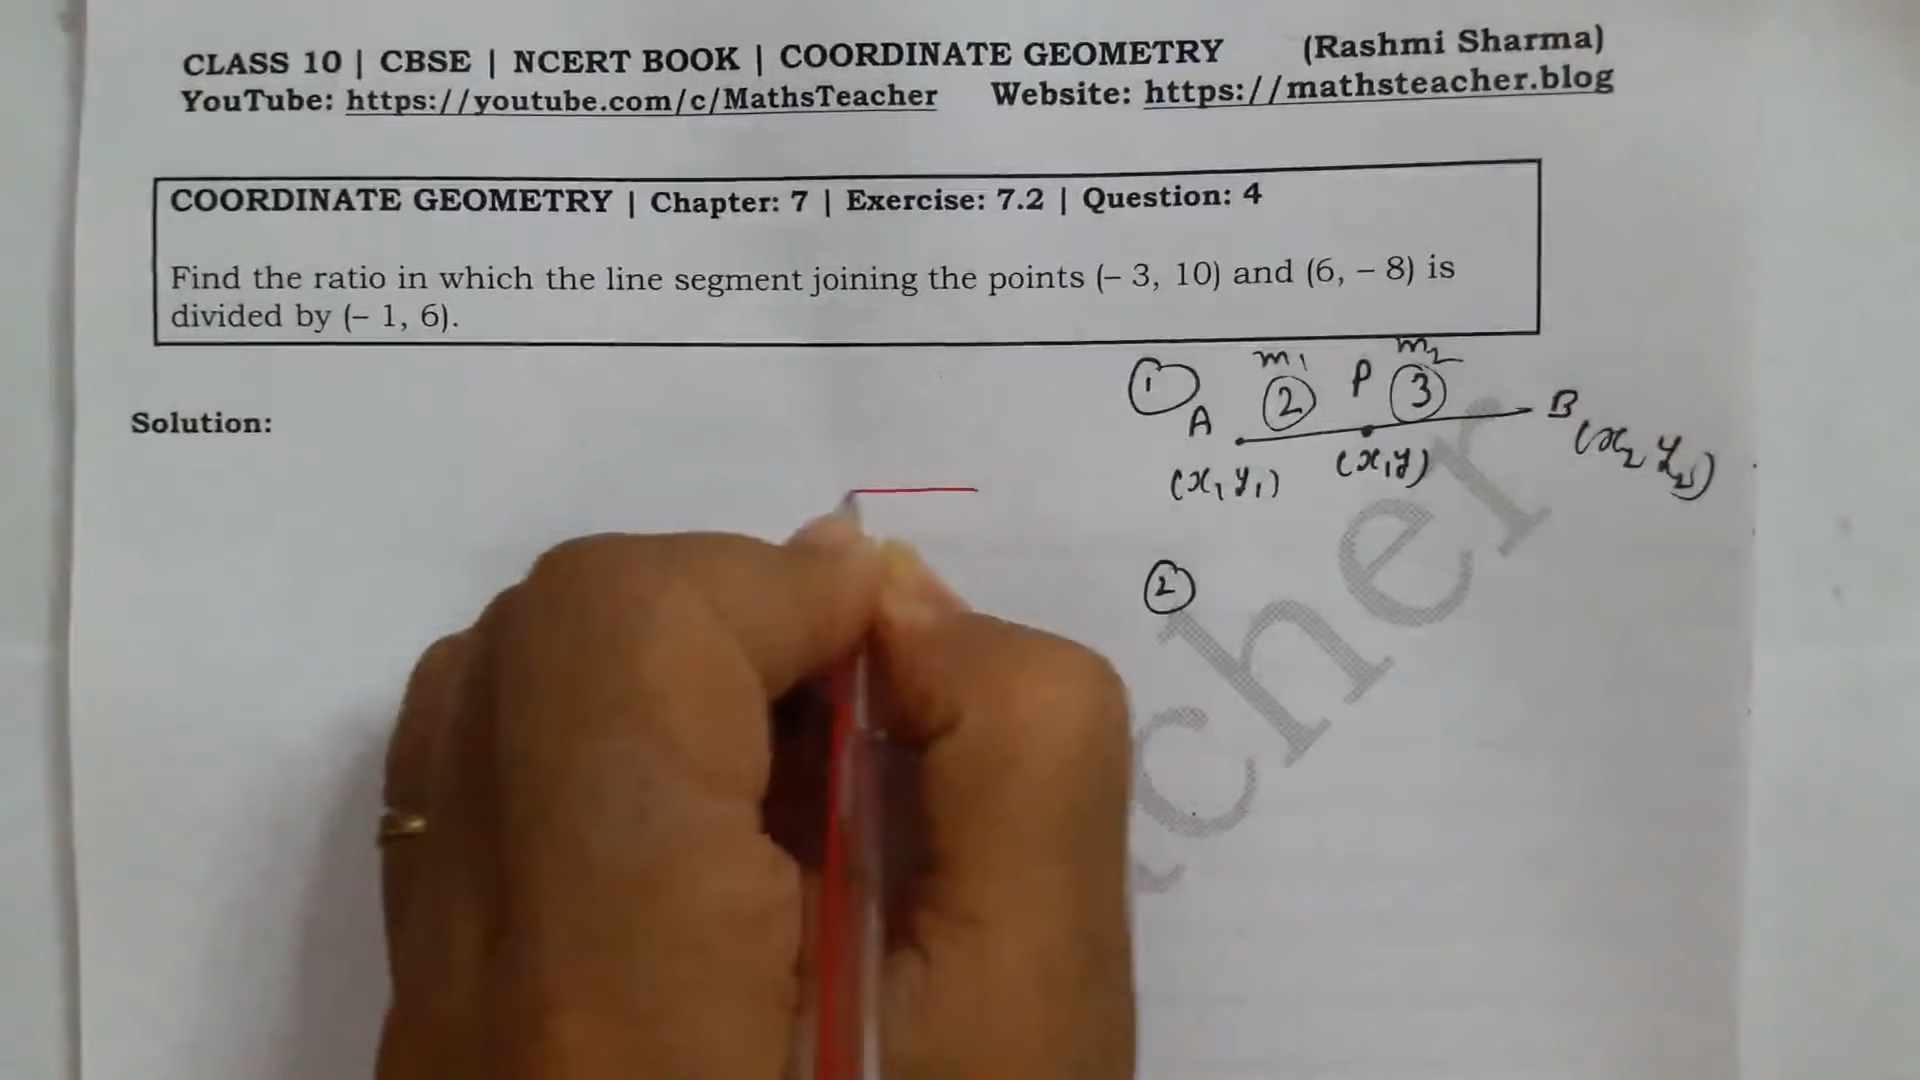 CLASS 10 | CBSE | NCERT BOOK | COORDINATE GEOMETRY (Rashmi Sharma)
YouTube: https://youtube.com/c/MathsTeacher Website: https://mathsteacher.blog
COORDINATE GEOMETRY | Chapter: 7 | Exercise: 7.2 | Question: 4
Find the ratio in which the line segment joining the points (– 3, 10) and (6, – 8) is
divided by (– 1, 6).
Solution:
m1 m2
1 A 2 P 3 B
(x1 y1) (x,y) (x2 y2)
2
cher